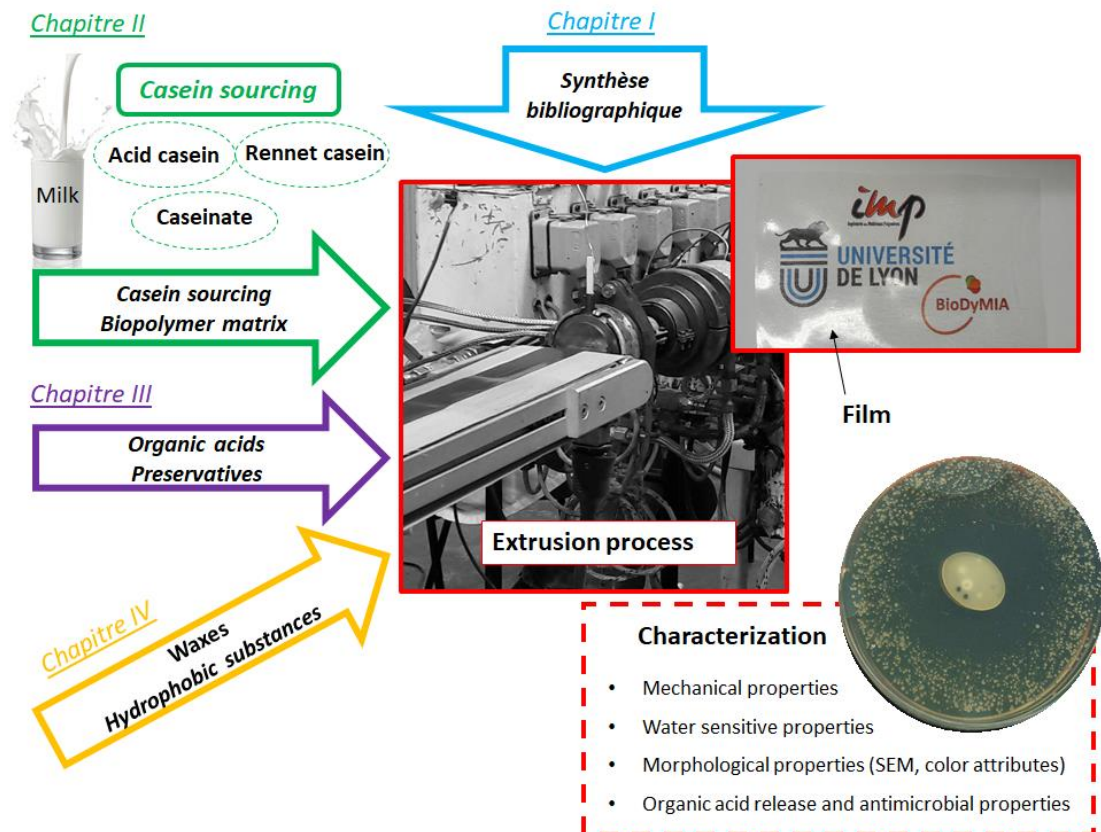 Chapitre II
Chapitre I
Casein sourcing
Synthèse
bibliographique
Acid casein
Rennet casein
Milk
Caseinate
imp
UNIVERSITÉ
DE LYON
BioDyMIA
Casein sourcing
Biopolymer matrix
Film
Chapitre III
Organic acids
Preservatives
Extrusion process
Chapitre IV
Waxes
Hydrophobic substances
Characterization
• Mechanical properties
• Water sensitive properties
• Morphological properties (SEM, color attributes)
• Organic acid release and antimicrobial properties